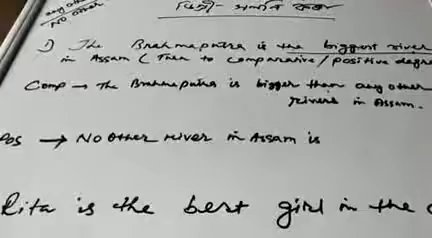 any other
No other
1) The Brahmaputra is the biggest river
in Assam (Turn to comparative/positive degre
Comp → The Brahmaputra is bigger than any other
rivers in Assam.
Pos → No other river in Assam is
Rita is the best girl in the c